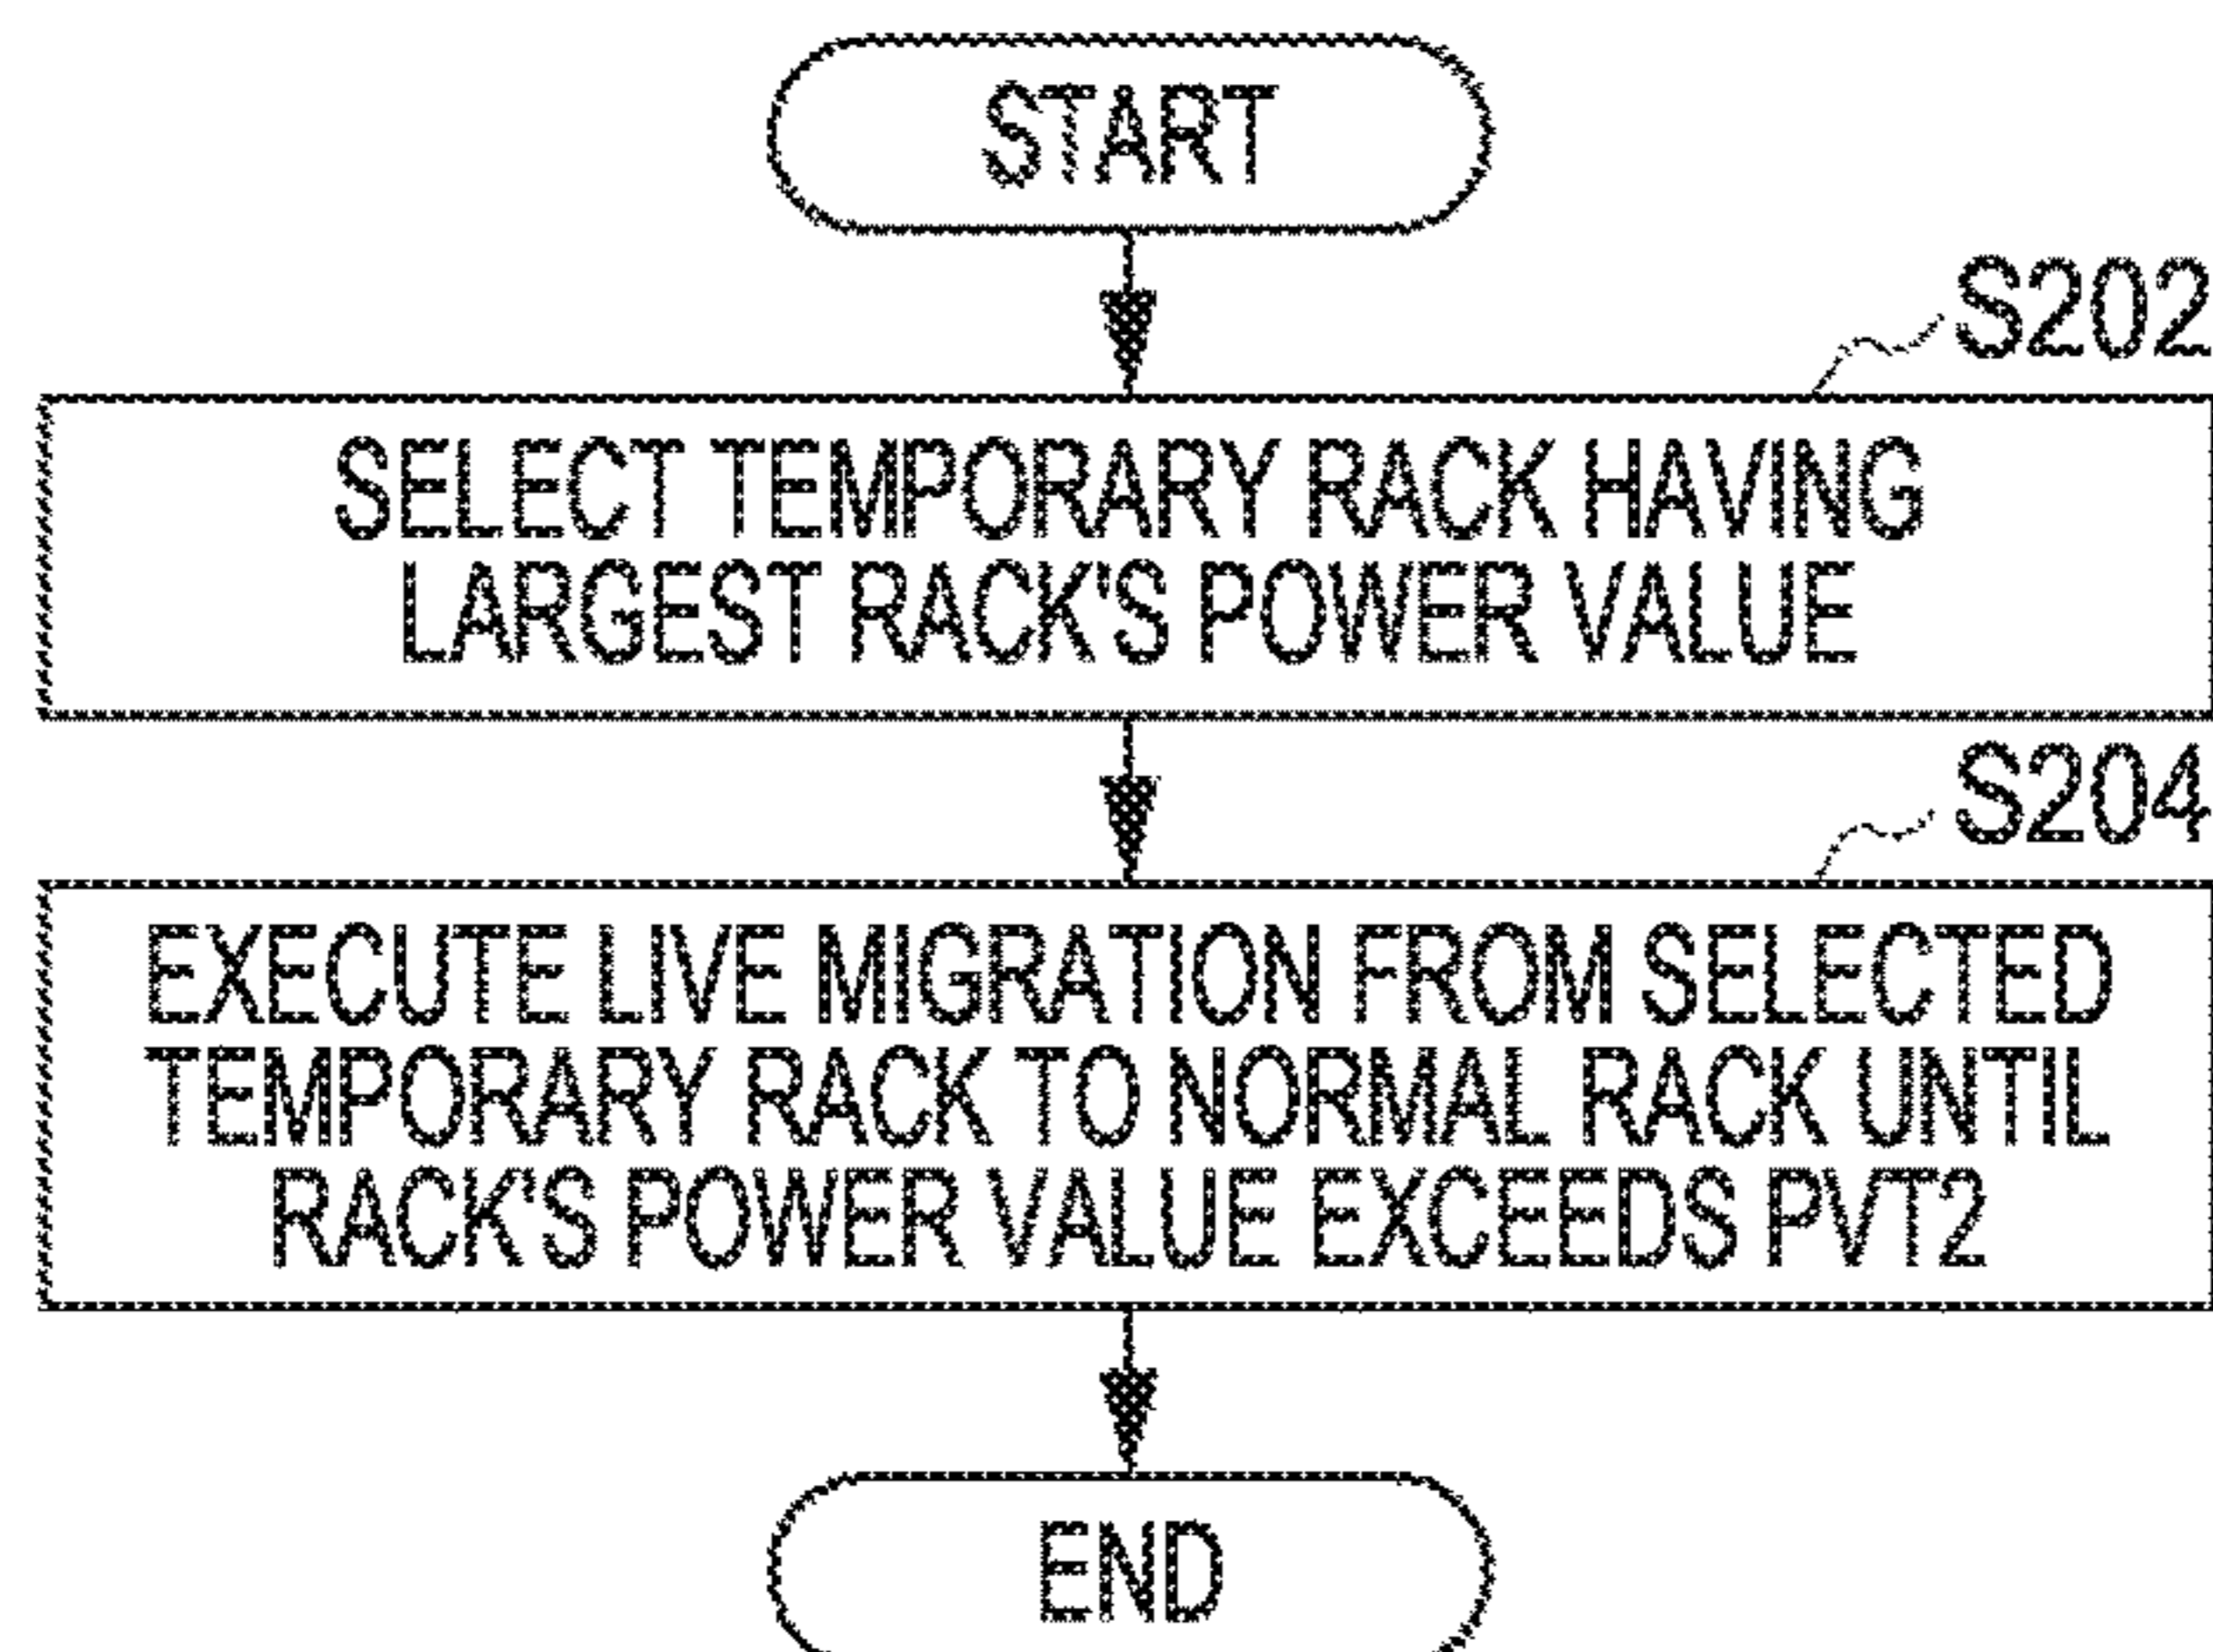 START
S202
SELECT TEMPORARY RACK HAVING
LARGEST RACK'S POWER VALUE
S204
EXECUTE LIVE MIGRATION FROM SELECTED
TEMPORARY RACK TO NORMAL RACK UNTIL
RACK'S POWER VALUE EXCEEDS PVT2
END